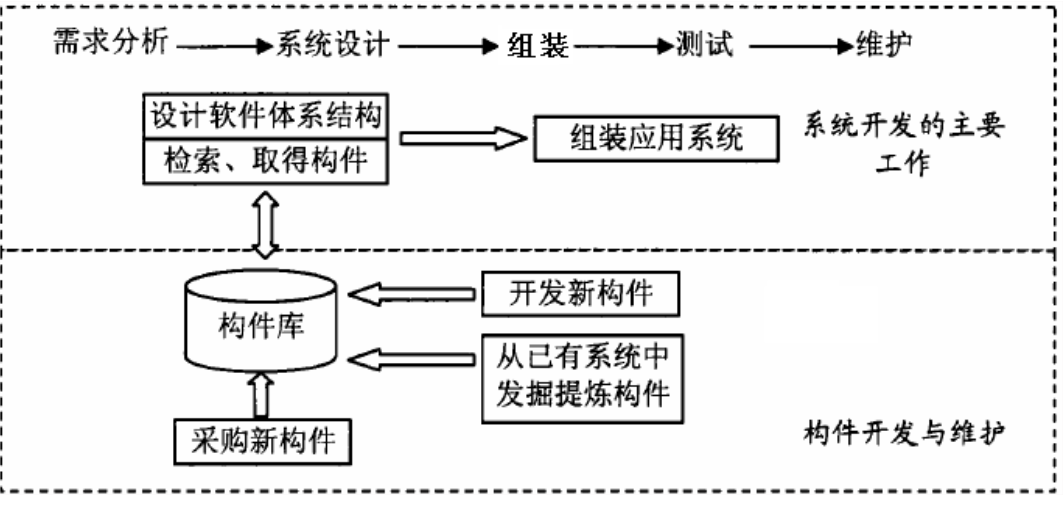 需求分析 系统设计 组装 测试 维护
设计软件体系结构
检索、取得构件
组装应用系统
系统开发的主要
工作
构件库
开发新构件
从已有系统中
发掘提炼构件
采购新构件
构件开发与维护